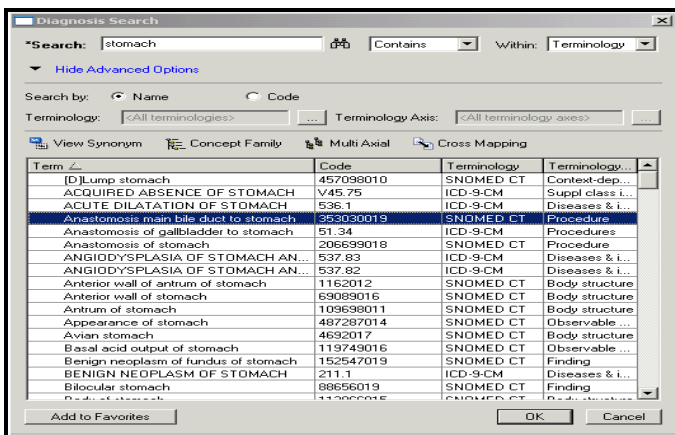 Diagnosis Search
*Search: stomach Contains Within: Terminology
Hide Advanced Options
Search by: Name Code
Terminology: <All terminologies> ... Terminology Axis: <All terminology axes> ...
View Synonym Concept Family Multi Axial Cross Mapping
Term Code Terminology Terminology...
[D]Lump stomach 457098010 SNOMED CT Context-dep...
ACQUIRED ABSENCE OF STOMACH V45.75 ICD-9-CM Suppl class i...
ACUTE DILATATION OF STOMACH 536.1 ICD-9-CM Diseases & i...
Anastomosis main bile duct to stomach 353030019 SNOMED CT Procedure
Anastomosis of gallbladder to stomach 51.34 ICD-9-CM Procedures
Anastomosis of stomach 206699018 SNOMED CT Procedure
ANGIODYSPLASIA OF STOMACH AN... 537.83 ICD-9-CM Diseases & i...
ANGIODYSPLASIA OF STOMACH AN... 537.82 ICD-9-CM Diseases & i...
Anterior wall of antrum of stomach 1162012 SNOMED CT Body structure
Anterior wall of stomach 69089016 SNOMED CT Body structure
Antrum of stomach 109698011 SNOMED CT Body structure
Appearance of stomach 487287014 SNOMED CT Observable ...
Avian stomach 4692017 SNOMED CT Body structure
Basal acid output of stomach 119749016 SNOMED CT Observable ...
Benign neoplasm of fundus of stomach 152547019 SNOMED CT Finding
BENIGN NEOPLASM OF STOMACH 211.1 ICD-9-CM Diseases & i...
Bilocular stomach 88656019 SNOMED CT Finding
Body of stomach SNOMED CT Body structure
Add to Favorites OK Cancel